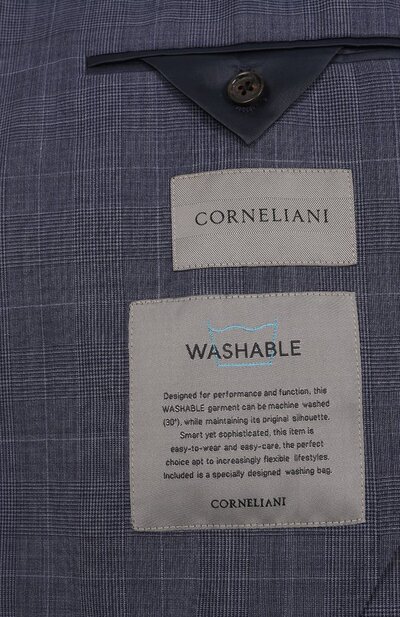 CORNELIANI
WASHABLE
Designed for performance and function, this
WASHABLE garment can be machine washed
(30°), while maintaining its original silhouette.
Smart yet sophisticated, this item is
easy-to-wear and easy-care, the perfect
choice apt to increasingly flexible lifestyles.
Included is a specially designed washing bag.
CORNELIANI